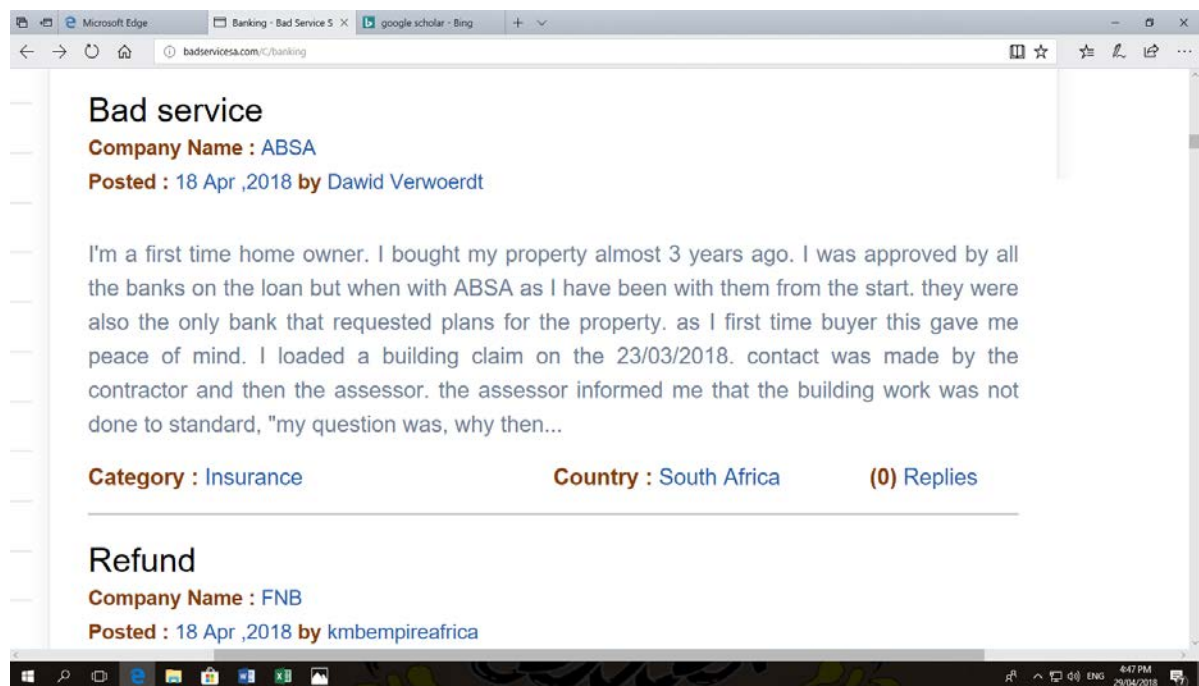 Microsoft Edge
Banking - Bad Service S
google scholar - Bing
badservicesa.com/C/banking
Bad service
Company Name : ABSA
Posted : 18 Apr ,2018 by Dawid Verwoerdt
I'm a first time home owner. I bought my property almost 3 years ago. I was approved by all
the banks on the loan but when with ABSA as I have been with them from the start. they were
also the only bank that requested plans for the property. as I first time buyer this gave me
peace of mind. I loaded a building claim on the 23/03/2018. contact was made by the
contractor and then the assessor. the assessor informed me that the building work was not
done to standard, "my question was, why then...
Category : Insurance Country : South Africa (0) Replies
Refund
Company Name : FNB
Posted : 18 Apr ,2018 by kmbempireafrica
ENG
4:47 PM
29/04/2018